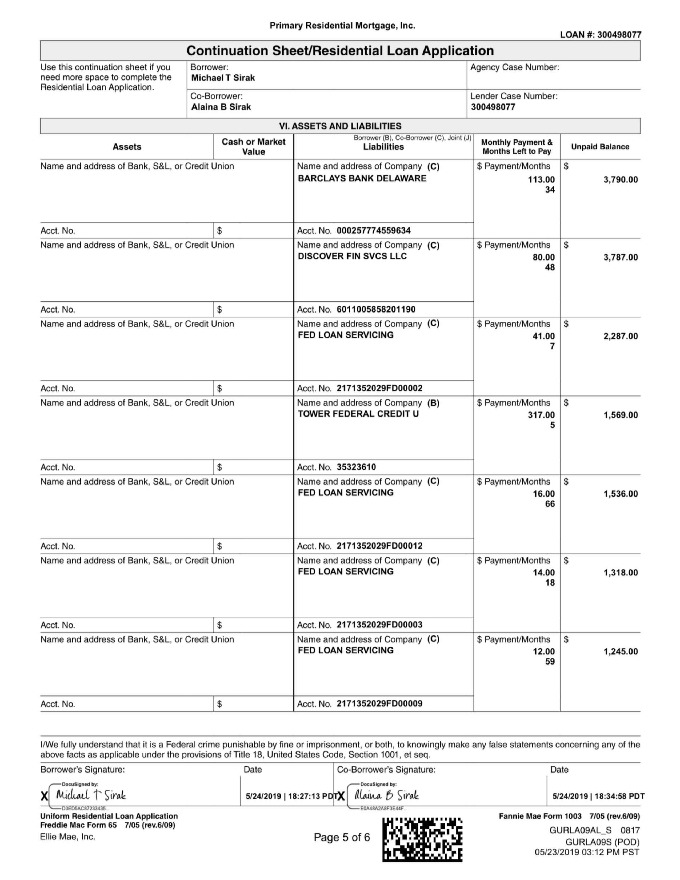 Primary Residential Mortgage, Inc.
LOAN #: 300498077
Continuation Sheet/Residential Loan Application
Use this continuation sheet if you need more space to complete the Residential Loan Application.
Borrower:
Michael T Sirak
Agency Case Number:
Co-Borrower:
Alaina B Sirak
Lender Case Number:
300498077
VI. ASSETS AND LIABILITIES
Assets
Cash or Market Value
Borrower (B), Co-Borrower (C), Joint (J)
Liabilities
Monthly Payment & Months Left to Pay
Unpaid Balance
Name and address of Bank, S&L, or Credit Union
Name and address of Company (C)
$ Payment/Months
$
BARCLAYS BANK DELAWARE
113.00
34
3,790.00
Acct. No.
$
Acct. No. 000257774559634
Name and address of Bank, S&L, or Credit Union
Name and address of Company (C)
$ Payment/Months
$
DISCOVER FIN SVCS LLC
80.00
48
3,787.00
Acct. No.
$
Acct. No. 6011005858201190
Name and address of Bank, S&L, or Credit Union
Name and address of Company (C)
$ Payment/Months
$
FED LOAN SERVICING
41.00
7
2,287.00
Acct. No.
$
Acct. No. 2171352029FD00002
Name and address of Bank, S&L, or Credit Union
Name and address of Company (B)
$ Payment/Months
$
TOWER FEDERAL CREDIT U
317.00
5
1,569.00
Acct. No.
$
Acct. No. 35323610
Name and address of Bank, S&L, or Credit Union
Name and address of Company (C)
$ Payment/Months
$
FED LOAN SERVICING
16.00
66
1,536.00
Acct. No.
$
Acct. No. 2171352029FD00012
Name and address of Bank, S&L, or Credit Union
Name and address of Company (C)
$ Payment/Months
$
FED LOAN SERVICING
14.00
18
1,318.00
Acct. No.
$
Acct. No. 2171352029FD00003
Name and address of Bank, S&L, or Credit Union
Name and address of Company (C)
$ Payment/Months
$
FED LOAN SERVICING
12.00
59
1,245.00
Acct. No.
$
Acct. No. 2171352029FD00009
I/We fully understand that it is a Federal crime punishable by fine or imprisonment, or both, to knowingly make any false statements concerning any of the
above facts as applicable under the provisions of Title 18, United States Code, Section 1001, et seq.
Borrower's Signature:
Date
Co-Borrower's Signature:
Date
DocuSigned by:
X Michael T Sirak
5/24/2019 | 18:27:13 PDT
DocuSigned by:
X Alaina B Sirak
5/24/2019 | 18:34:58 PDT
Uniform Residential Loan Application
Freddie Mac Form 65 7/05 (rev.6/09)
Fannie Mae Form 1003 7/05 (rev.6/09)
Ellie Mae, Inc.
Page 5 of 6
GURLA09AL_S 0817
GURLA09S (POD)
05/23/2019 03:12 PM PST